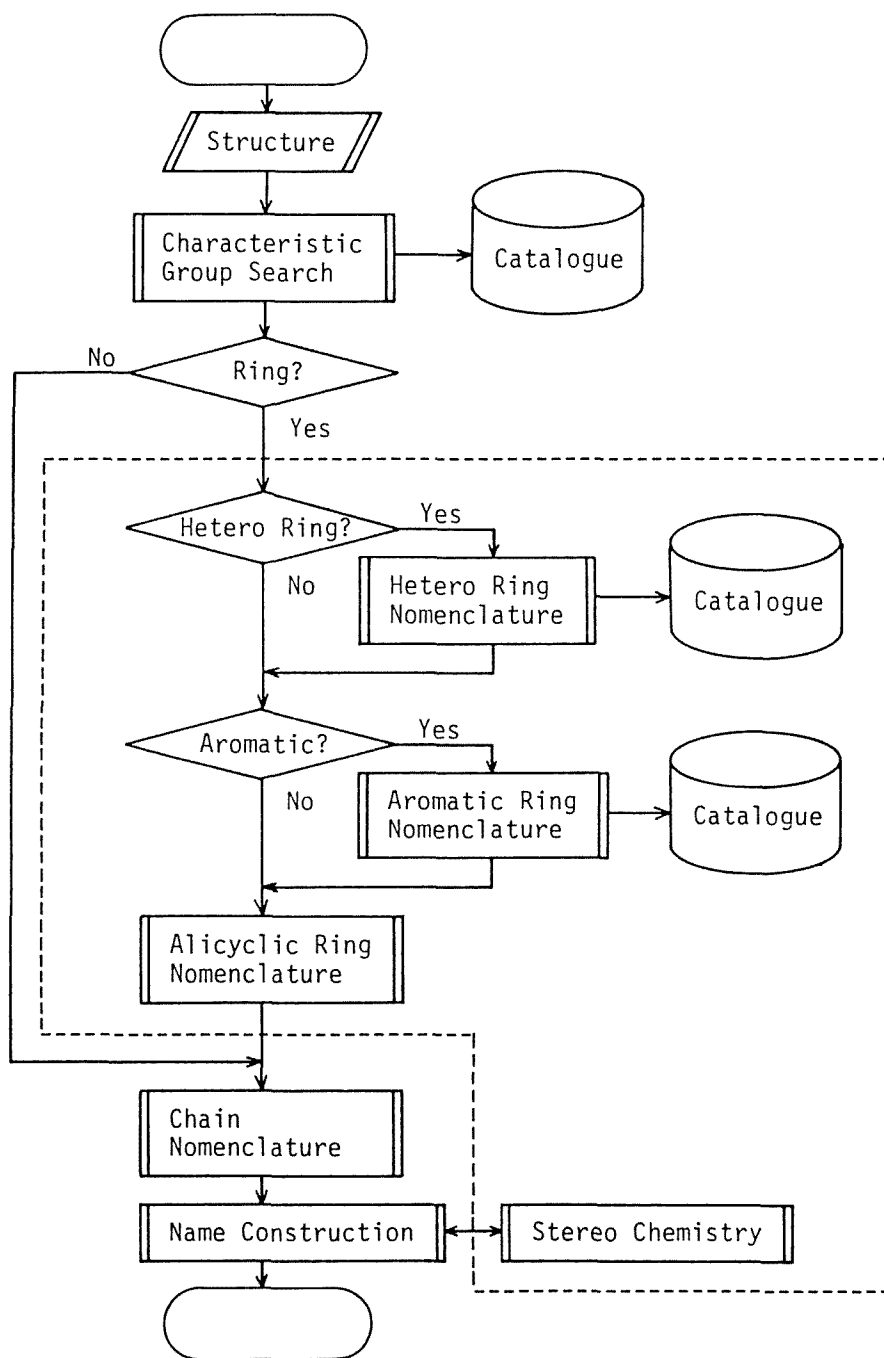 Structure
Characteristic
Group Search
Catalogue
No
Ring?
Yes
Hetero Ring?
Yes
No
Hetero Ring
Nomenclature
Catalogue
Aromatic?
Yes
No
Aromatic Ring
Nomenclature
Catalogue
Alicyclic Ring
Nomenclature
Chain
Nomenclature
Name Construction
Stereo Chemistry